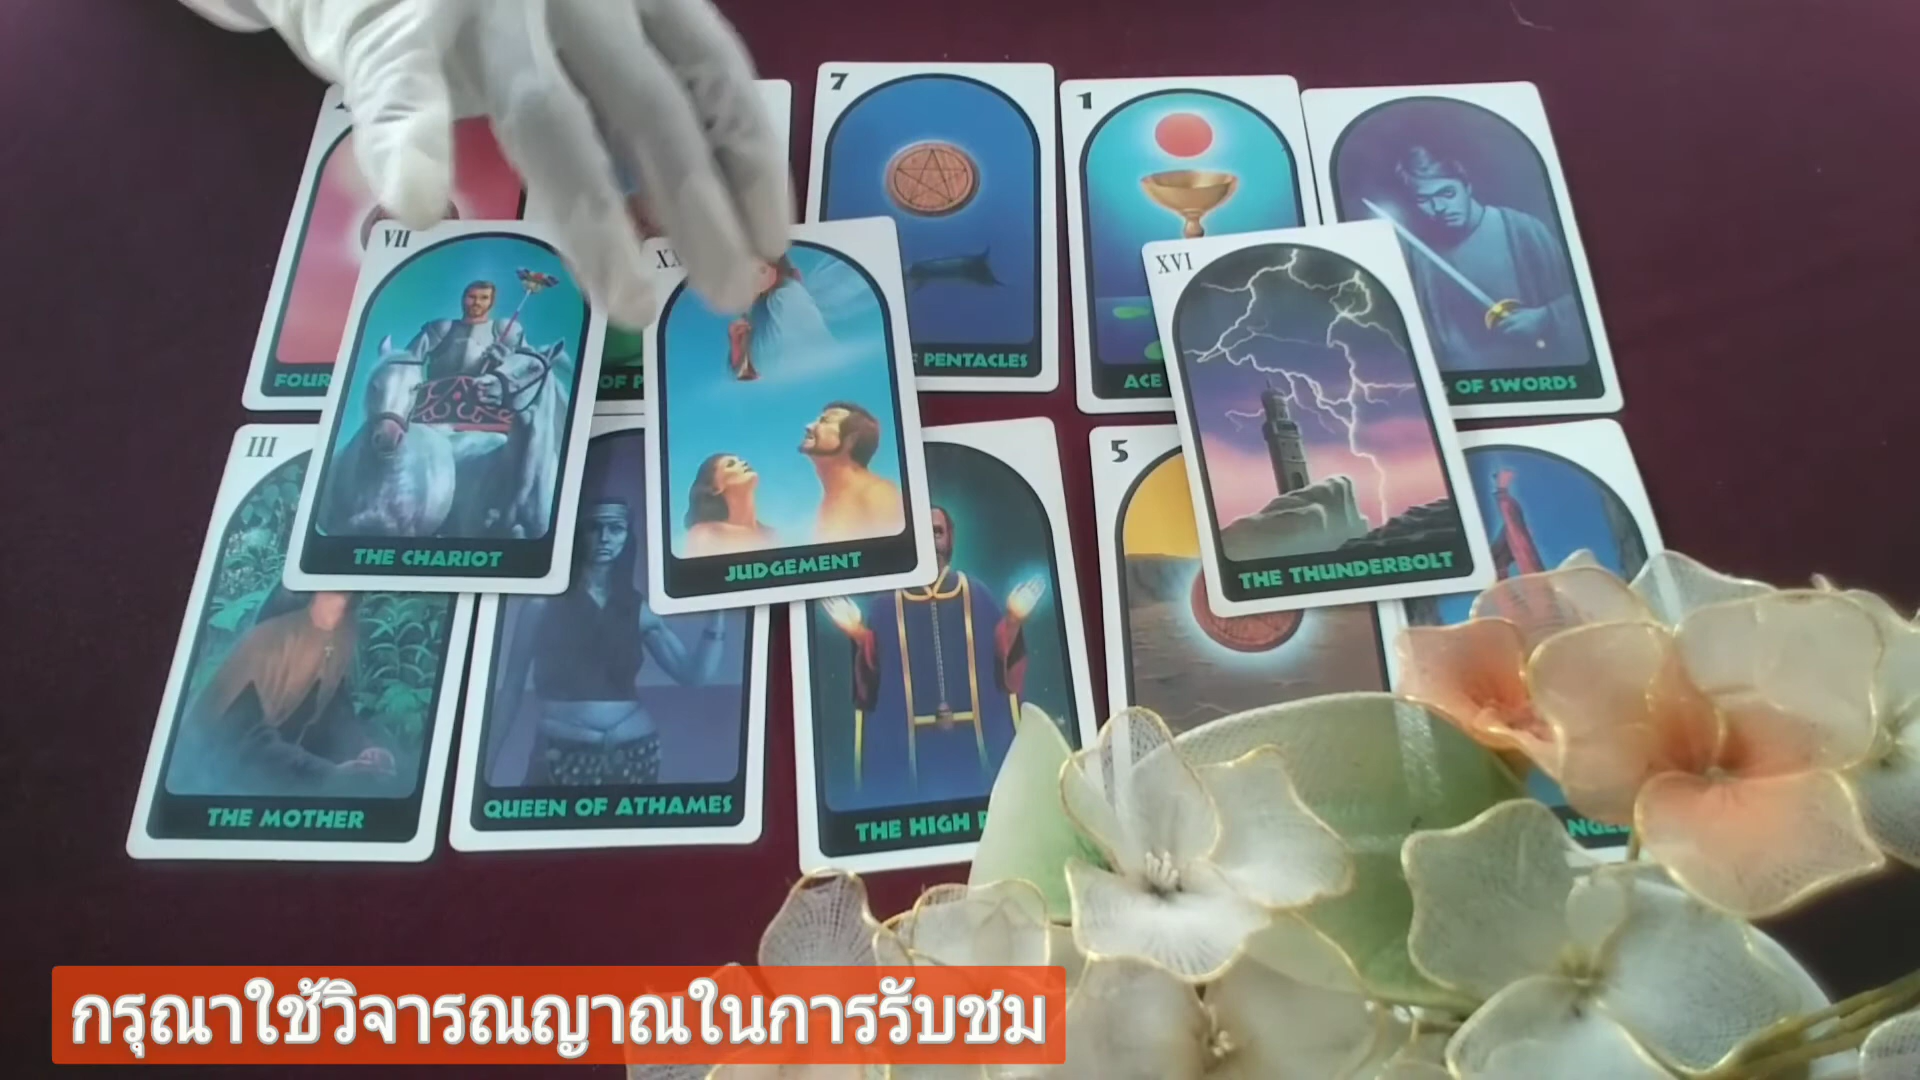 7
1
OF SWORDS
PENTACLES
ACE
FOUR
OF P
VII
XVI
THE CHARIOT
JUDGEMENT
THE THUNDERBOLT
III
5
THE MOTHER
QUEEN OF ATHAMES
THE HIGH
กรุณาใช้วิจารณญาณในการรับชม